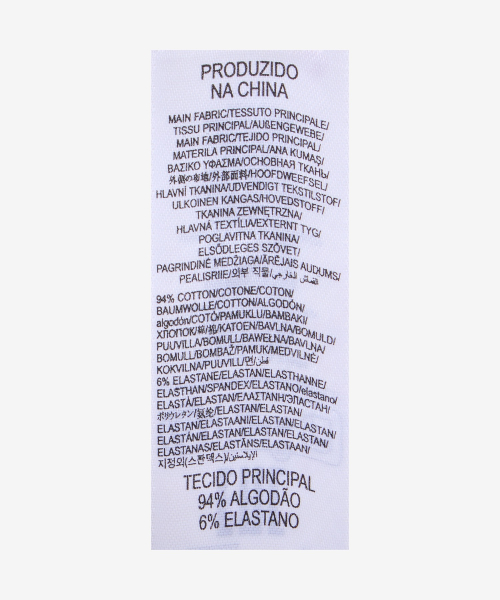 PRODUZIDO
NA CHINA
MAIN FABRIC/TESSUTO PRINCIPALE/
TISSU PRINCIPAL/AUßENGEWEBE/
MAIN FABRIC/TEJIDO PRINCIPAL/
MATERILA PRINCIPAL/ANA KUMAŞ/
ΒΑΣΙΚΟ ΥΦΑΣΜΑ/ОСНОВНАЯ ТКАНЬ/
外側の布地/外部面料/HOOFDWEEFSEL/
HLAVNÍ TKANINA/UDVENDIGT TEKSTILSTOF/
ULKOINEN KANGAS/HOVEDSTOFF/
TKANINA ZEWNĘTRZNA/
HLAVNÁ TEXTÍLIA/EXTERNT TYG/
POGLAVITNA TKANINA/
ELSŐDLEGES SZÖVET/
PAGRINDINĖ MEDŽIAGA/ĀRĒJAIS AUDUMS/
PEALISRIIE/외부 직물/القماش الخارجي/
94% COTTON/COTONE/COTON/
BAUMWOLLE/COTTON/ALGODÓN/
algodón/COTÓ/PAMUKLU/ΒΑΜΒΑΚΙ/
ХЛОПОК/綿/棉/KATOEN/BAVLNA/BOMULD/
PUUVILLA/BOMULL/BAWEŁNA/BAVLNA/
BOMULL/BOMBAŽ/PAMUK/MEDVILNĖ/
KOKVILNA/PUUVILL/면/قطن/
6% ELASTANE/ELASTAN/ELASTHANNE/
ELASTHAN/SPANDEX/ELASTANO/elastano/
ELASTÀ/ELASTAN/ΕΛΑΣΤΑΝΗ/ЭЛАСТАН/
ポリウレタン/氨纶/ELASTAN/ELASTAN/
ELASTAN/ELASTAANI/ELASTAN/ELASTAN/
ELASTÁN/ELASTAN/ELASTAN/ELASTAN/
ELASTANAS/ELASTĀNS/ELASTAAN/
지정외(스판덱스)/الإيلاستين/
TECIDO PRINCIPAL
94% ALGODÃO
6% ELASTANO